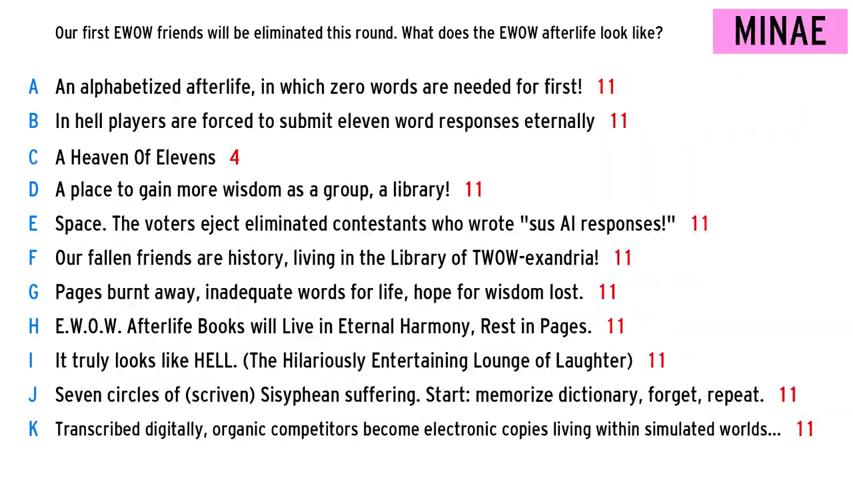 Our first EWOW friends will be eliminated this round. What does the EWOW afterlife look like?
MINAE
A An alphabetized afterlife, in which zero words are needed for first! 11
B In hell players are forced to submit eleven word responses eternally 11
C A Heaven Of Elevens 4
D A place to gain more wisdom as a group, a library! 11
E Space. The voters eject eliminated contestants who wrote "sus AI responses!" 11
F Our fallen friends are history, living in the Library of TWOW-exandria! 11
G Pages burnt away, inadequate words for life, hope for wisdom lost. 11
H E.W.O.W. Afterlife Books will Live in Eternal Harmony, Rest in Pages. 11
I It truly looks like HELL. (The Hilariously Entertaining Lounge of Laughter) 11
J Seven circles of (scriven) Sisyphean suffering. Start: memorize dictionary, forget, repeat. 11
K Transcribed digitally, organic competitors become electronic copies living within simulated worlds... 11